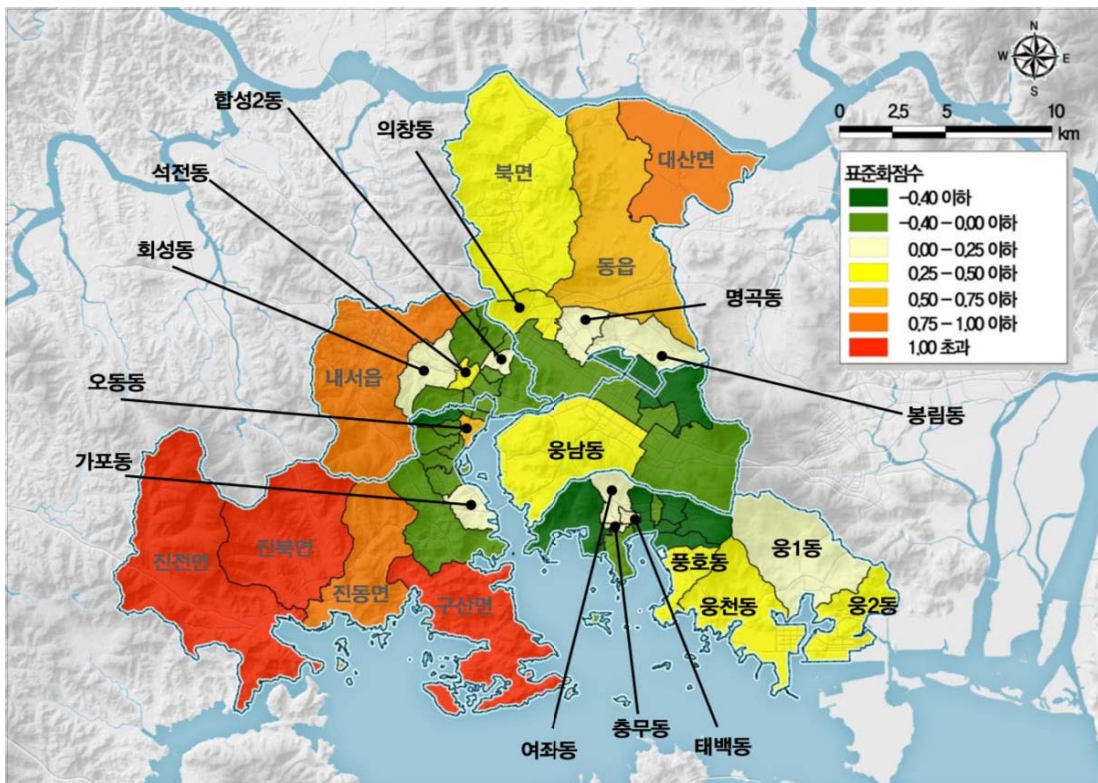 N
W E
S
0 2.5 5 10
km
표준화점수
-0.40 이하
-0.40 - 0.00 이하
0.00 - 0.25 이하
0.25 - 0.50 이하
0.50 - 0.75 이하
0.75 - 1.00 이하
1.00 초과
합성2동
의창동
석전동
회성동
오동동
가포동
북면
대산면
동읍
명곡동
봉림동
내서읍
웅남동
진전면
진북면
진동면
구산면
풍호동
웅천동
웅1동
웅2동
여좌동
충무동
태백동